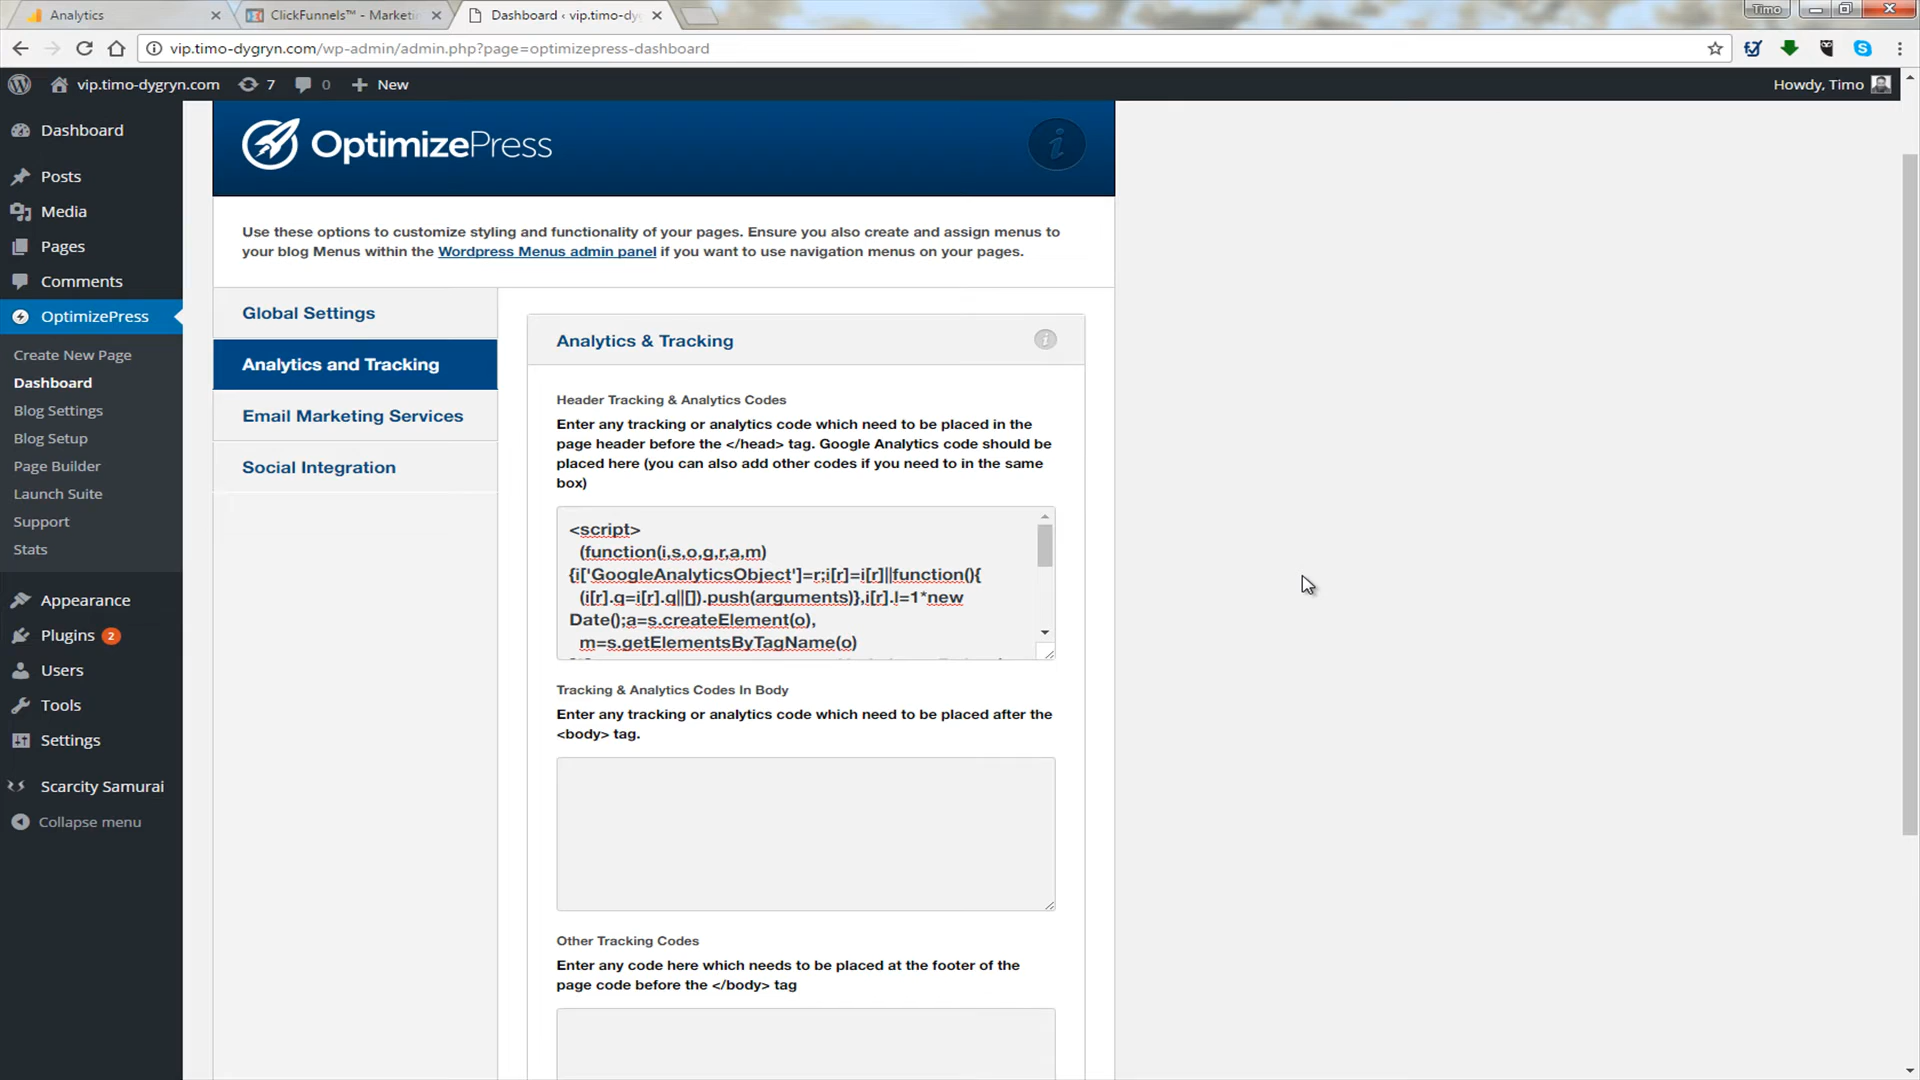 Analytics
ClickFunnels™ - Marketin
Dashboard ‹ vip.timo-dy
Timo
vip.timo-dygryn.com/wp-admin/admin.php?page=optimizepress-dashboard
vip.timo-dygryn.com 7 0 New
Howdy, Timo
Dashboard
Posts
Media
Pages
Comments
OptimizePress
Create New Page
Dashboard
Blog Settings
Blog Setup
Page Builder
Launch Suite
Support
Stats
Appearance
Plugins 2
Users
Tools
Settings
Scarcity Samurai
Collapse menu
OptimizePress
Use these options to customize styling and functionality of your pages. Ensure you also create and assign menus to
your blog Menus within the Wordpress Menus admin panel if you want to use navigation menus on your pages.
Global Settings
Analytics and Tracking
Email Marketing Services
Social Integration
Analytics & Tracking
Header Tracking & Analytics Codes
Enter any tracking or analytics code which need to be placed in the
page header before the </head> tag. Google Analytics code should be
placed here (you can also add other codes if you need to in the same
box)
<script>
(function(i,s,o,g,r,a,m)
{i['GoogleAnalyticsObject']=r;i[r]=i[r]||function(){
(i[r].q=i[r].q||[]).push(arguments)},i[r].l=1*new
Date();a=s.createElement(o),
m=s.getElementsByTagName(o)
Tracking & Analytics Codes In Body
Enter any tracking or analytics code which need to be placed after the
<body> tag.
Other Tracking Codes
Enter any code here which needs to be placed at the footer of the
page code before the </body> tag